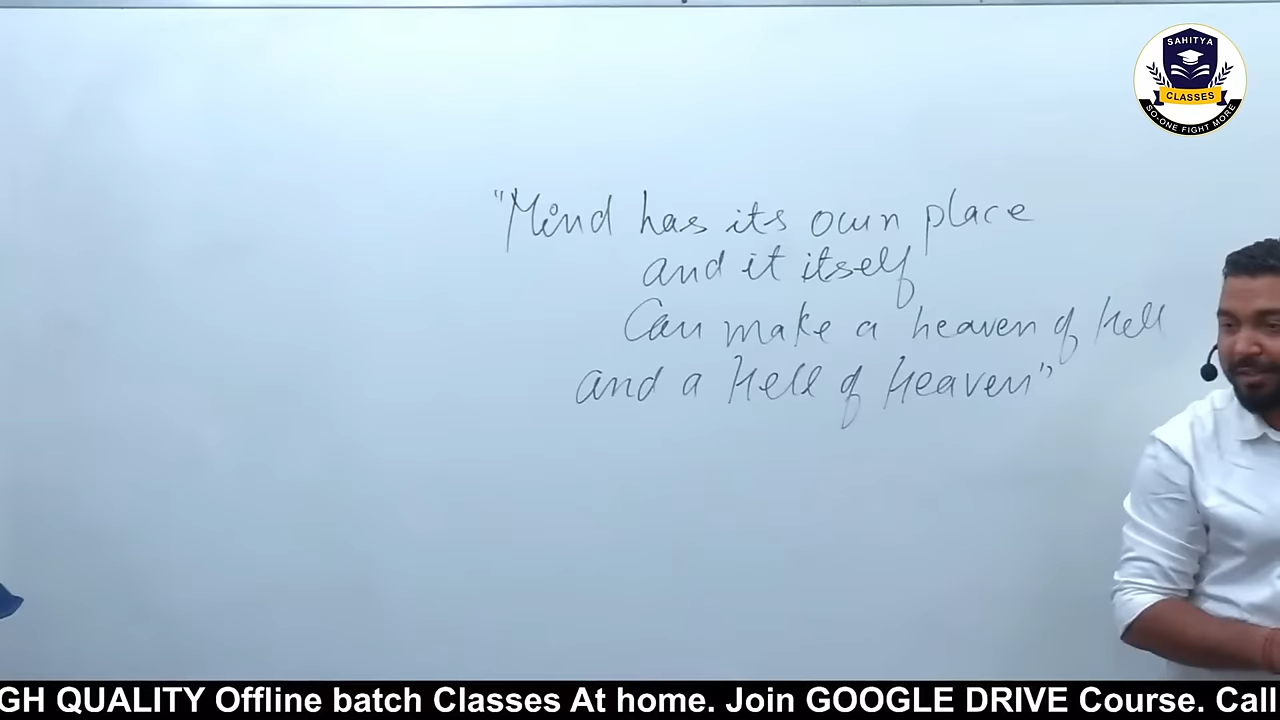 SAHITYA
CLASSES
SO-ONE FIGHT MORE
"Mind has its own place
and it itself
Can make a heaven of Hell
and a Hell of Heaven"
GH QUALITY Offline batch Classes At home. Join GOOGLE DRIVE Course. Call